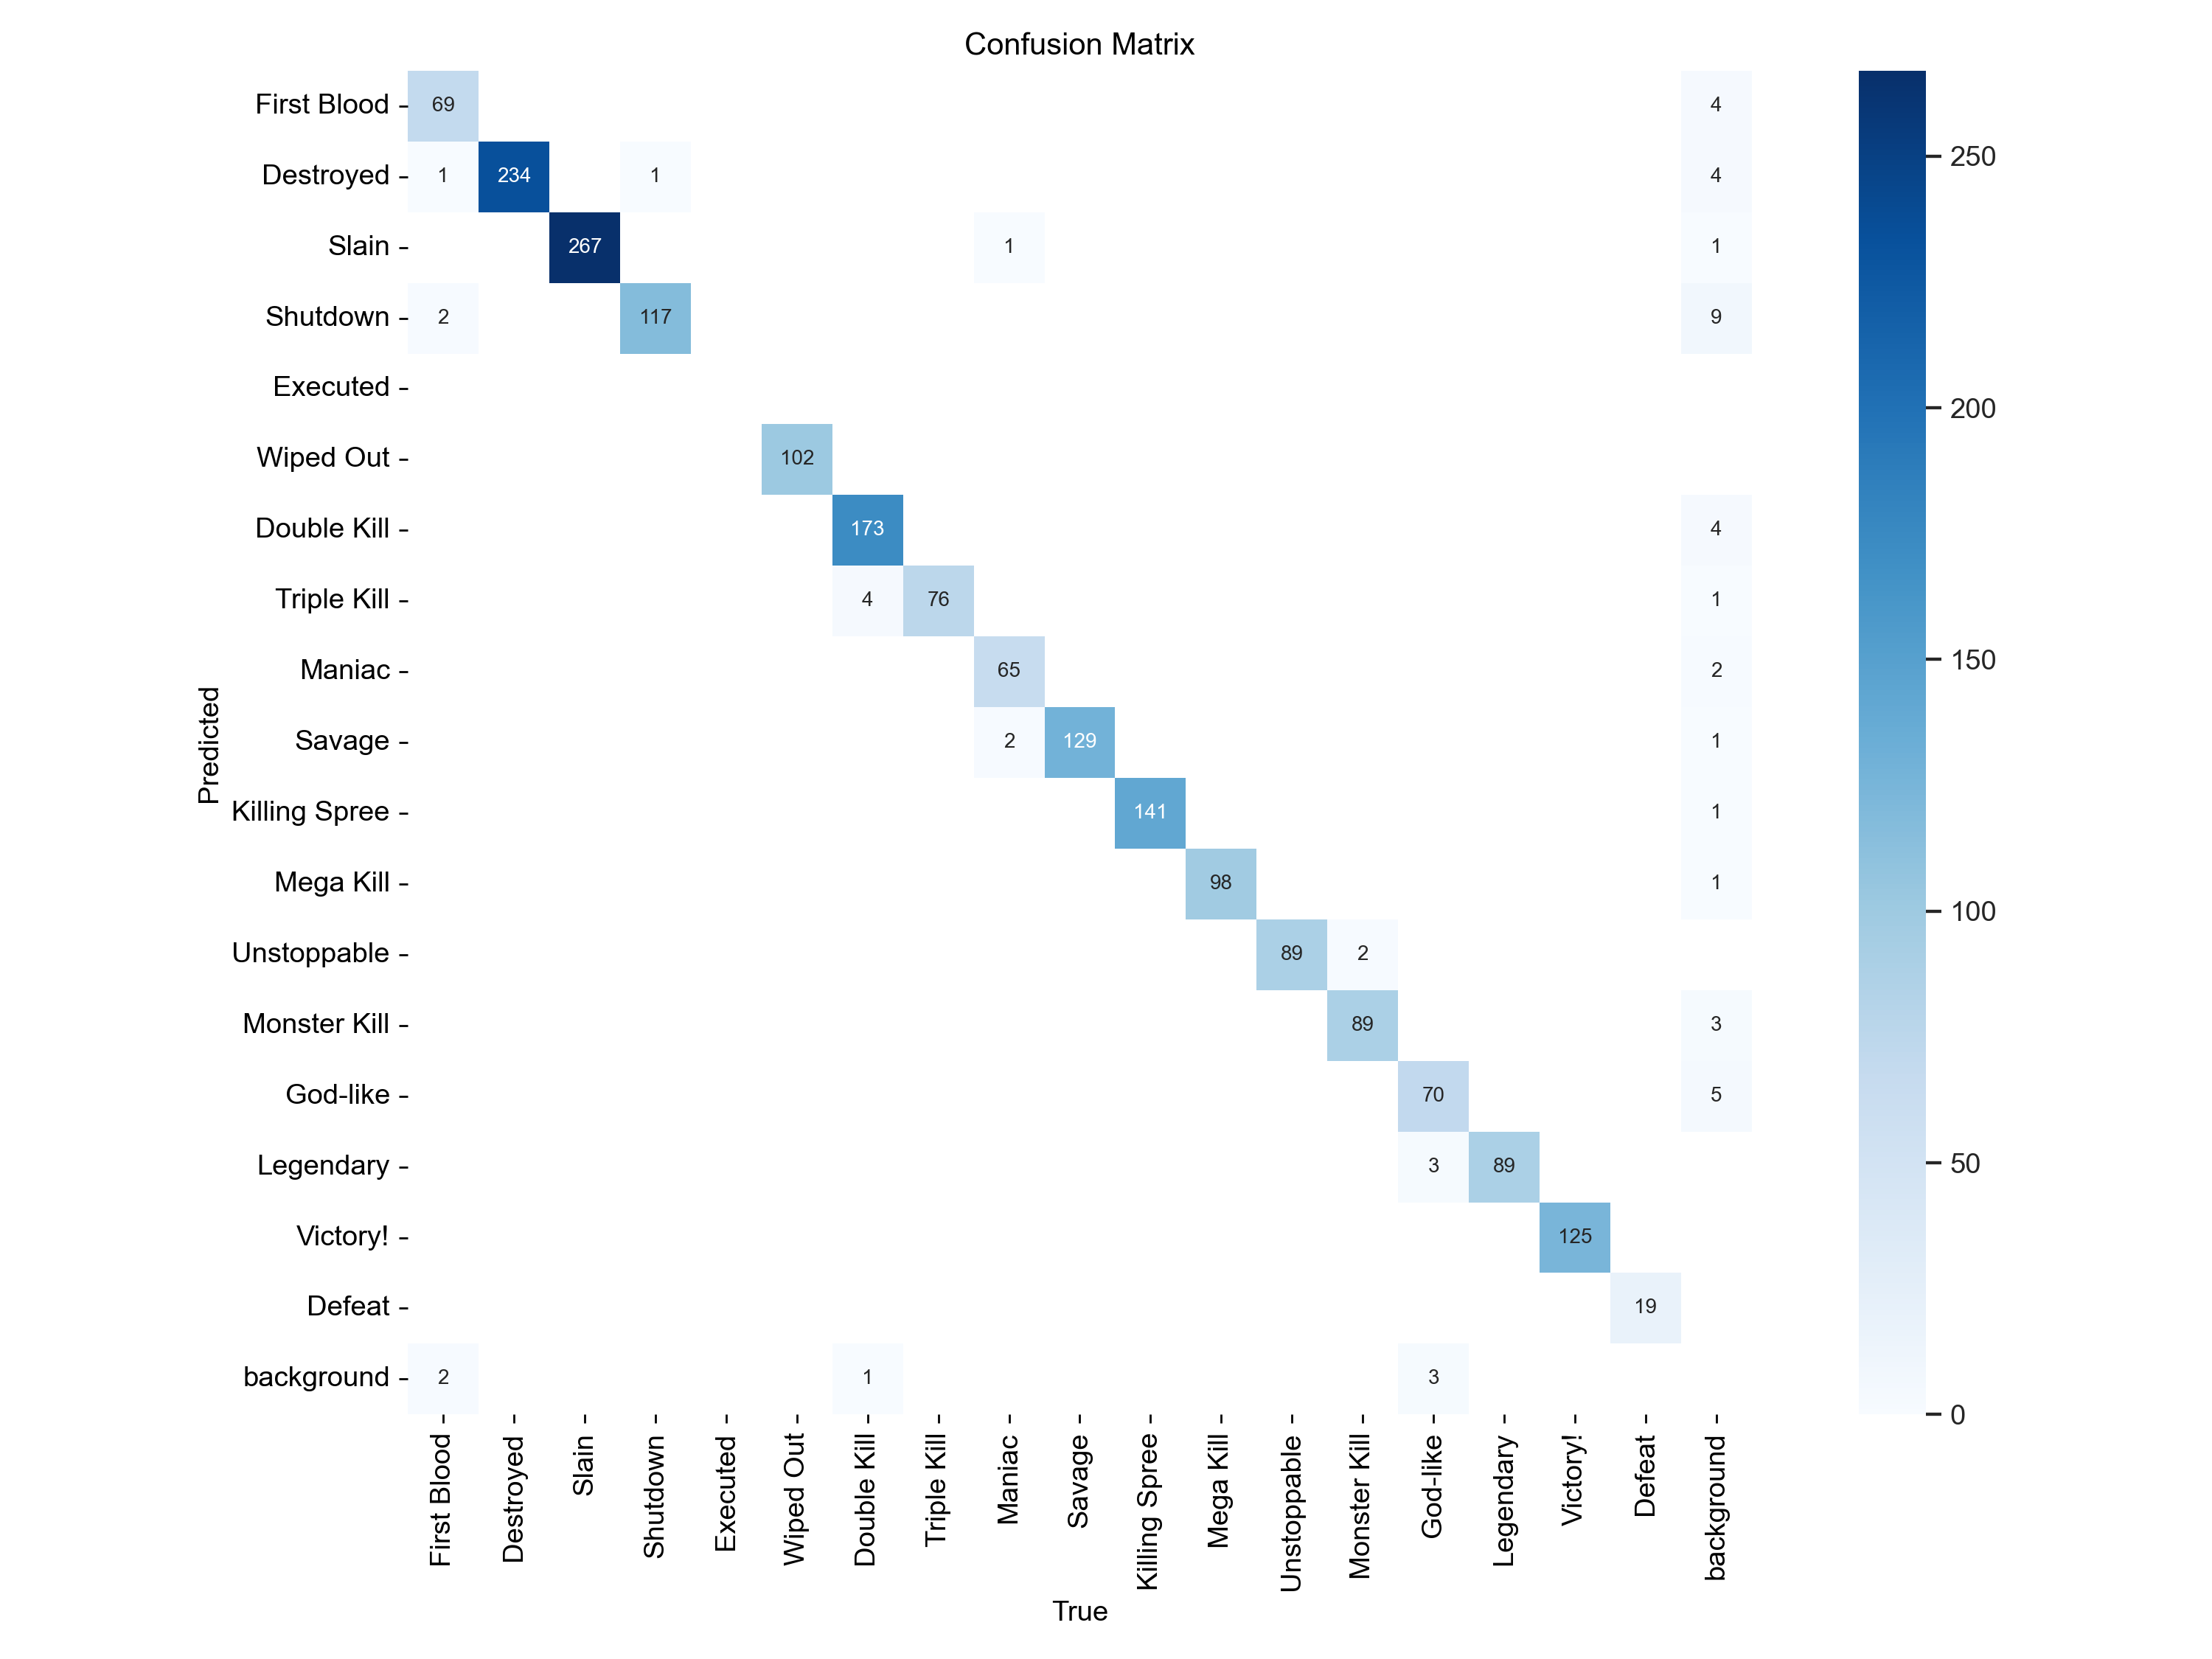 Confusion Matrix
First Blood 69 4
Destroyed 1 234 1 4
Slain 267 1 1
Shutdown 2 117 9
Executed
Wiped Out 102
Double Kill 173 4
Triple Kill 4 76 1
Maniac 65 2
Savage 2 129 1
Killing Spree 141 1
Mega Kill 98 1
Unstoppable 89 2
Monster Kill 89 3
God-like 70 5
Legendary 3 89
Victory! 125
Defeat 19
background 2 1 3
Predicted
First Blood
Destroyed
Slain
Shutdown
Executed
Wiped Out
Double Kill
Triple Kill
Maniac
Savage
Killing Spree
Mega Kill
Unstoppable
Monster Kill
God-like
Legendary
Victory!
Defeat
background
True
250
200
150
100
50
0